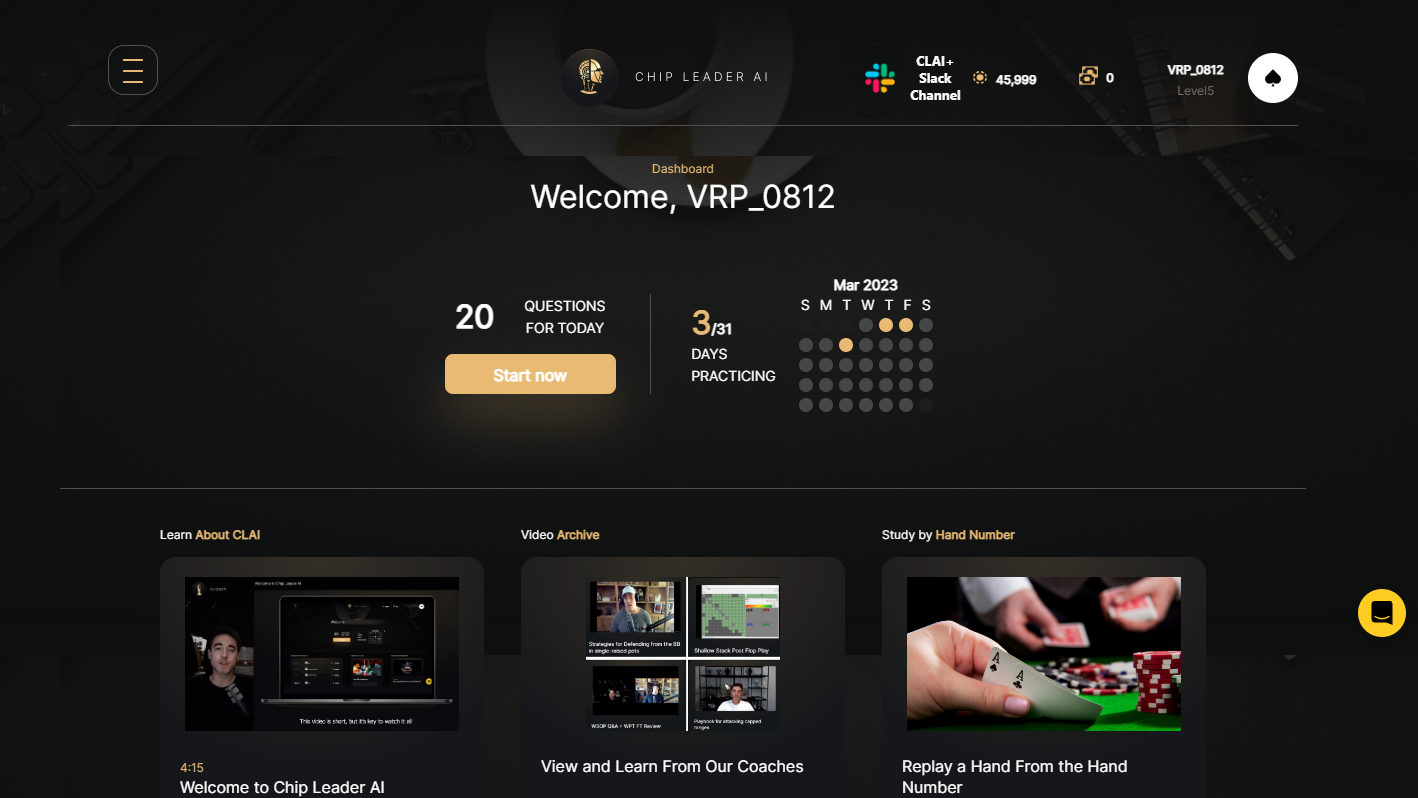 CHIP LEADER AI
CLAI+
Slack
Channel
45,999
0
VRP_0812
Level5
Dashboard
Welcome, VRP_0812
20
QUESTIONS
FOR TODAY
Start now
3/31
DAYS
PRACTICING
Mar 2023
S M T W T F S
Learn About CLAI
Video Archive
Study by Hand Number
Welcome to Chip Leader AI
This video is short, but it's key to watch it all
Strategies for Defending from the BB
in single-raised pots
Shallow Stack Post Flop Play
WSOP Q&A + WPT FT Review
Playbook for attacking capped
ranges
A
A
4:15
Welcome to Chip Leader AI
View and Learn From Our Coaches
Replay a Hand From the Hand
Number